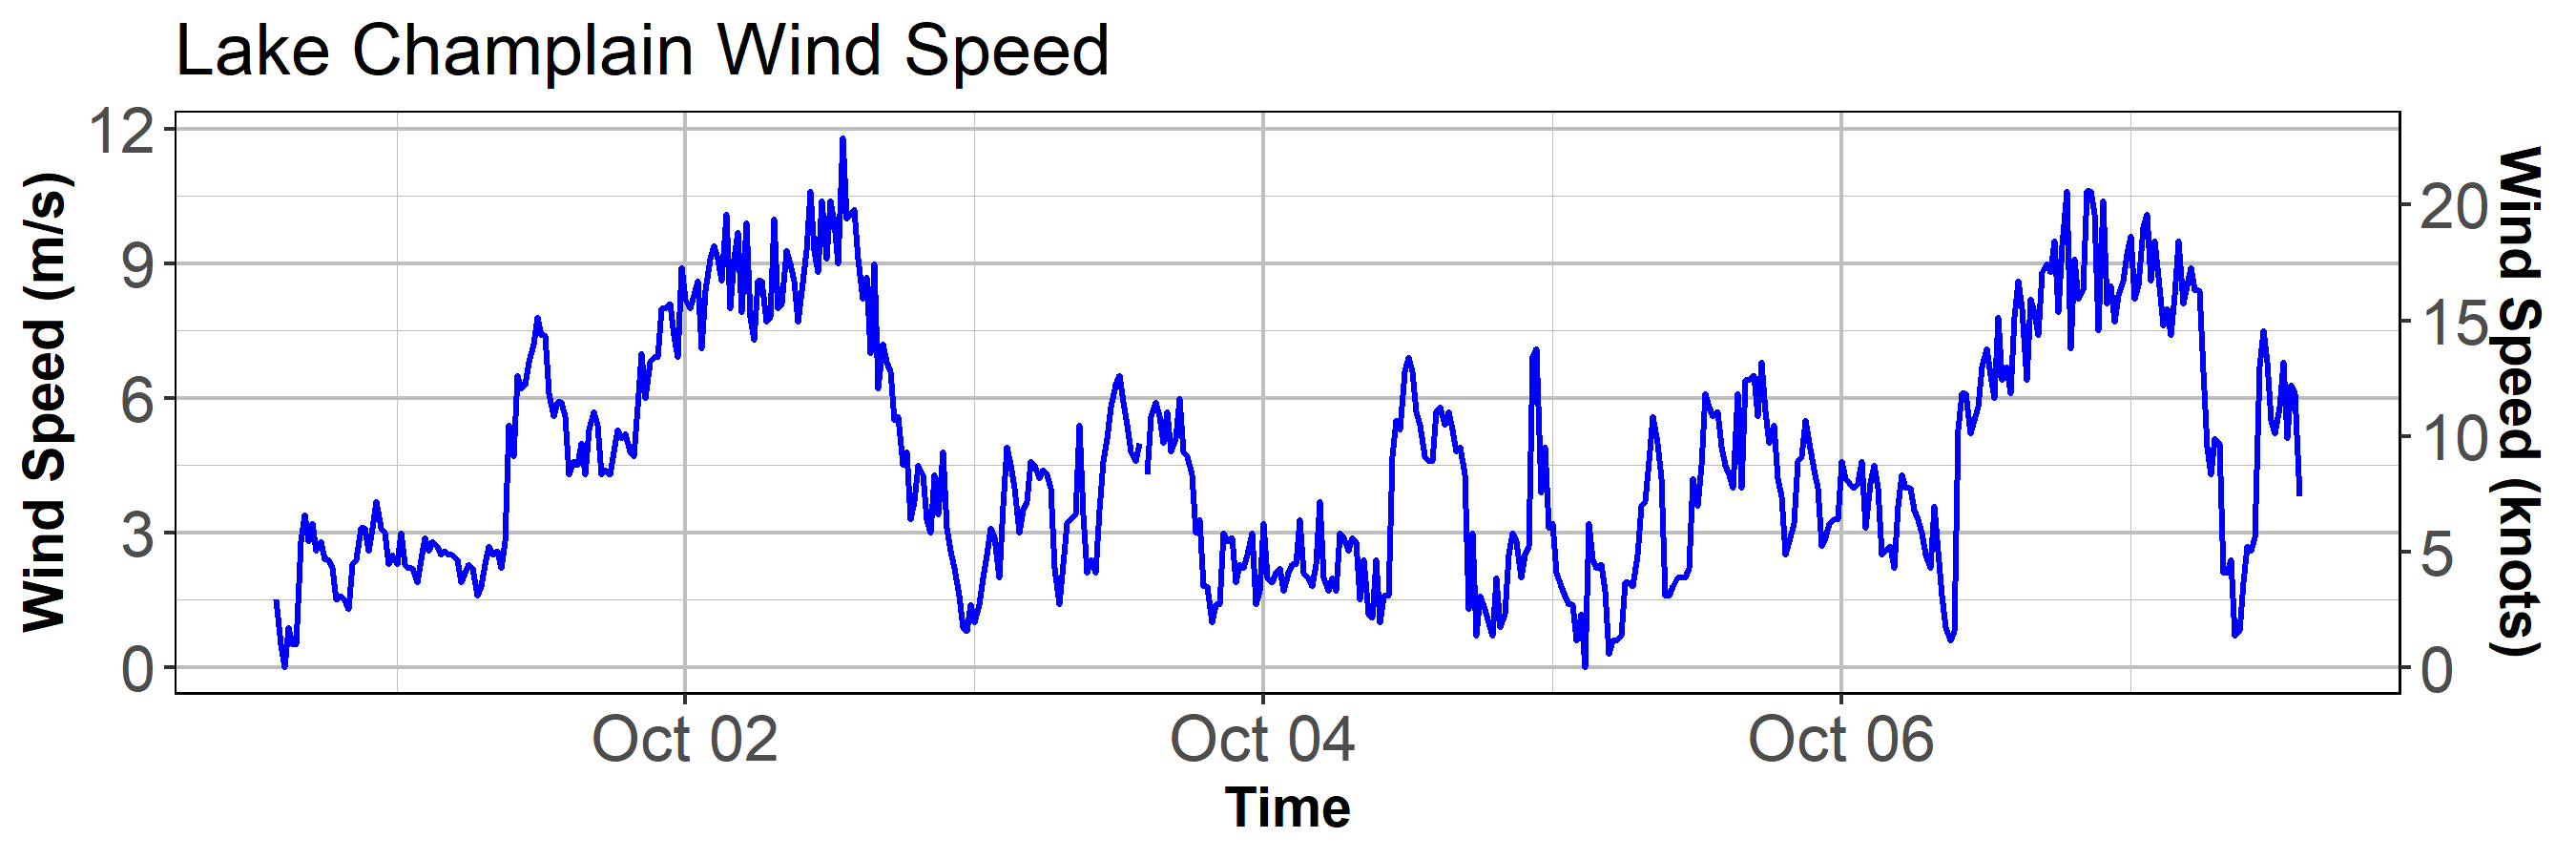 Lake Champlain Wind Speed
12
9
6
3
0
Wind Speed (m/s)
20
15
10
5
0
Wind Speed (knots)
Oct 02
Oct 04
Oct 06
Time